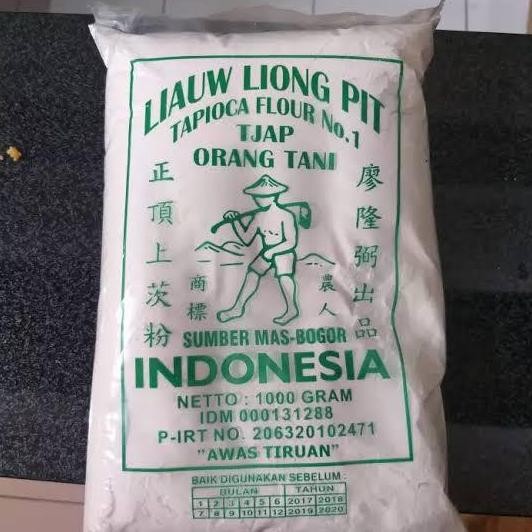 LIAUW LIONG PIT
TAPIOCA FLOUR No.1
TJAP
ORANG TANI
正頂上茨粉
廖隆弼出品
商標
農人
SUMBER MAS-BOGOR
INDONESIA
NETTO : 1000 GRAM
IDM 000131288
P-IRT NO. 206320102471
"AWAS TIRUAN"
BAIK DIGUNAKAN SEBELUM :
BULAN TAHUN
1 2 3 4 5 6 2017 2018
7 8 9 10 11 12 2019 2020